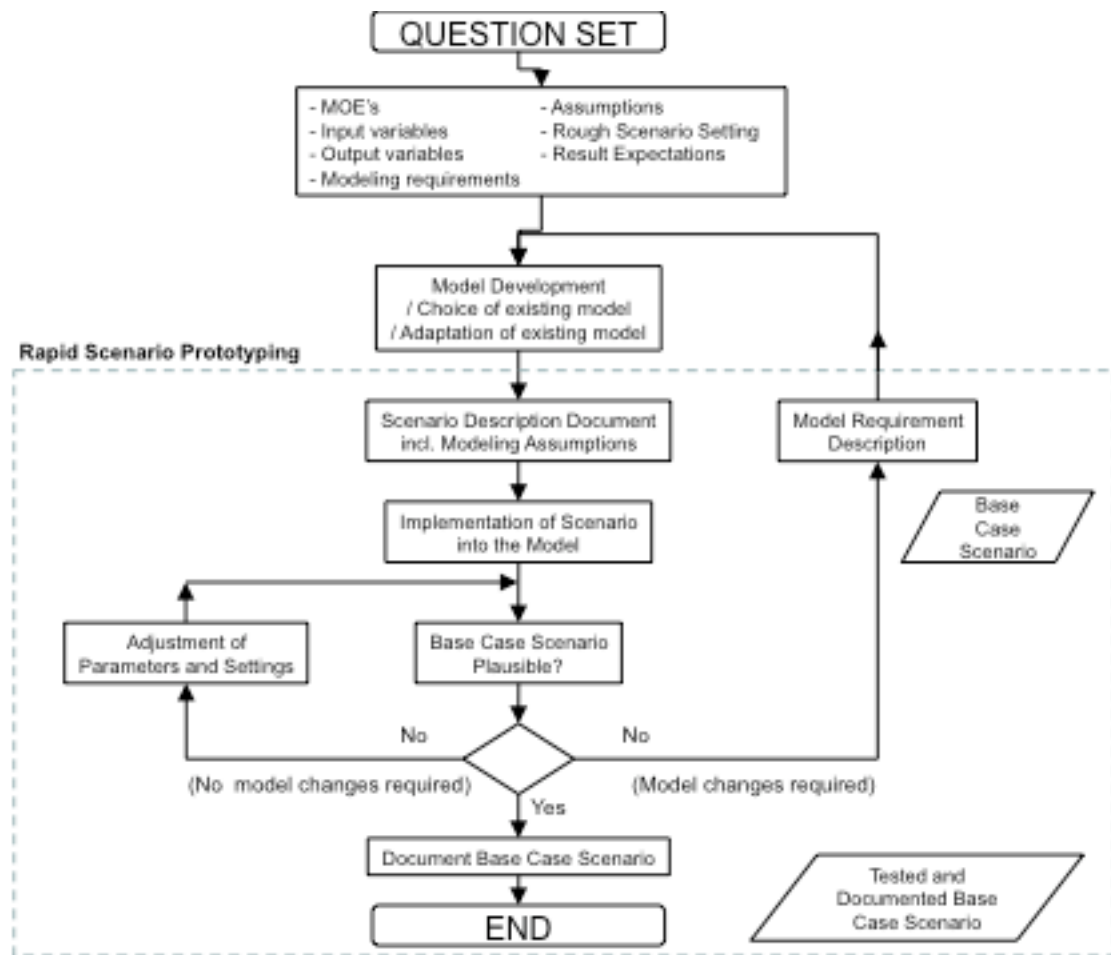 QUESTION SET
- MOE's
- Input variables
- Output variables
- Modeling requirements
- Assumptions
- Rough Scenario Setting
- Result Expectations
Model Development
/ Choice of existing model
/ Adaptation of existing model
Rapid Scenario Prototyping
Scenario Description Document
incl. Modeling Assumptions
Model Requirement
Description
Implementation of Scenario
into the Model
Base
Case
Scenario
Adjustment of
Parameters and Settings
Base Case Scenario
Plausible?
No
(No model changes required)
No
(Model changes required)
Yes
Document Base Case Scenario
END
Tested and
Documented Base
Case Scenario